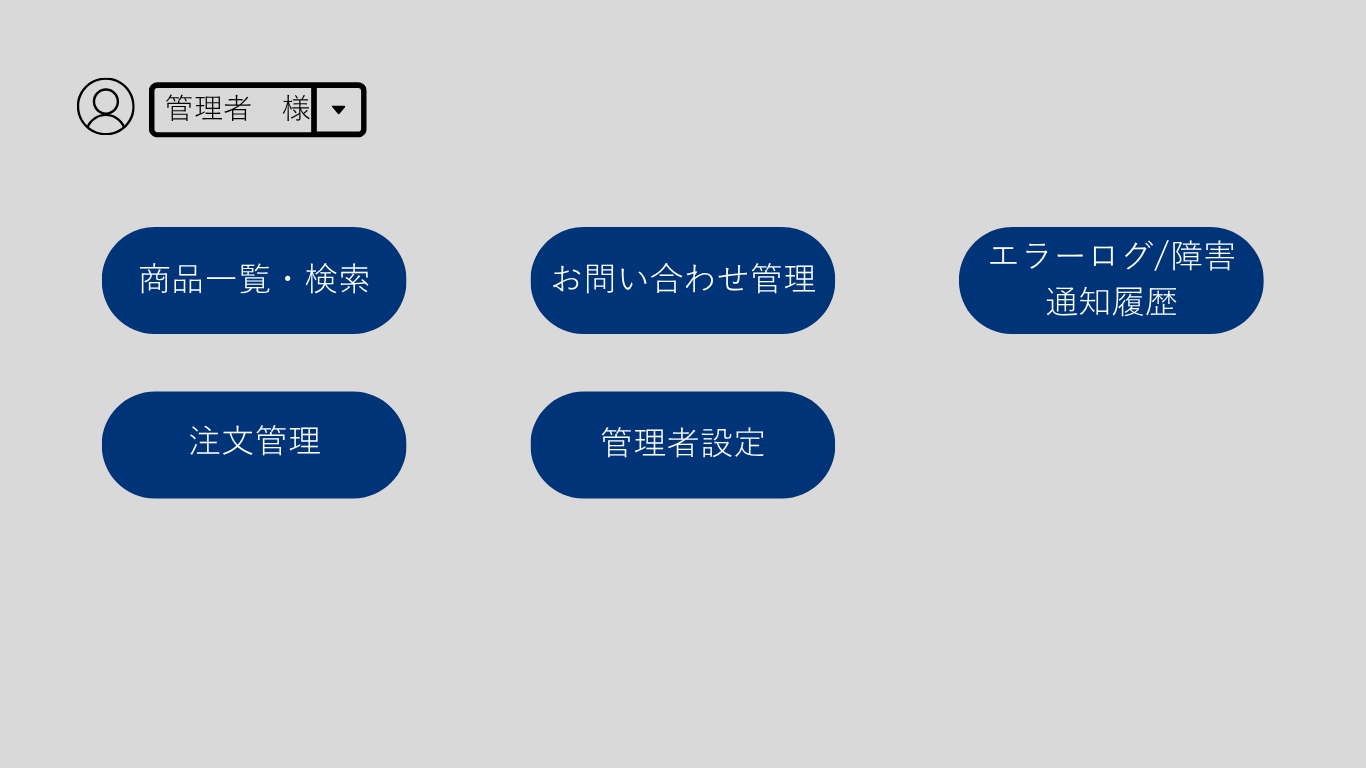 管理者　様
商品一覧・検索
お問い合わせ管理
エラーログ/障害
通知履歴
注文管理
管理者設定